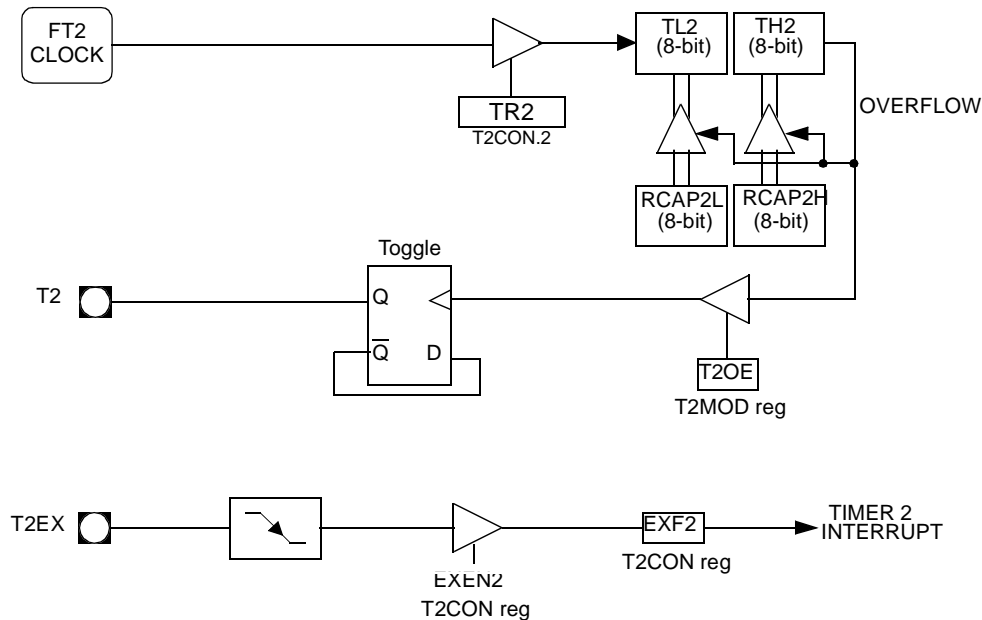 FT2
CLOCK
TL2
(8-bit)
TH2
(8-bit)
TR2
T2CON.2
OVERFLOW
RCAP2L
(8-bit)
RCAP2H
(8-bit)
Toggle
T2
Q
Q
D
T2OE
T2MOD reg
T2EX
EXEN2
T2CON reg
EXF2
T2CON reg
TIMER 2
INTERRUPT